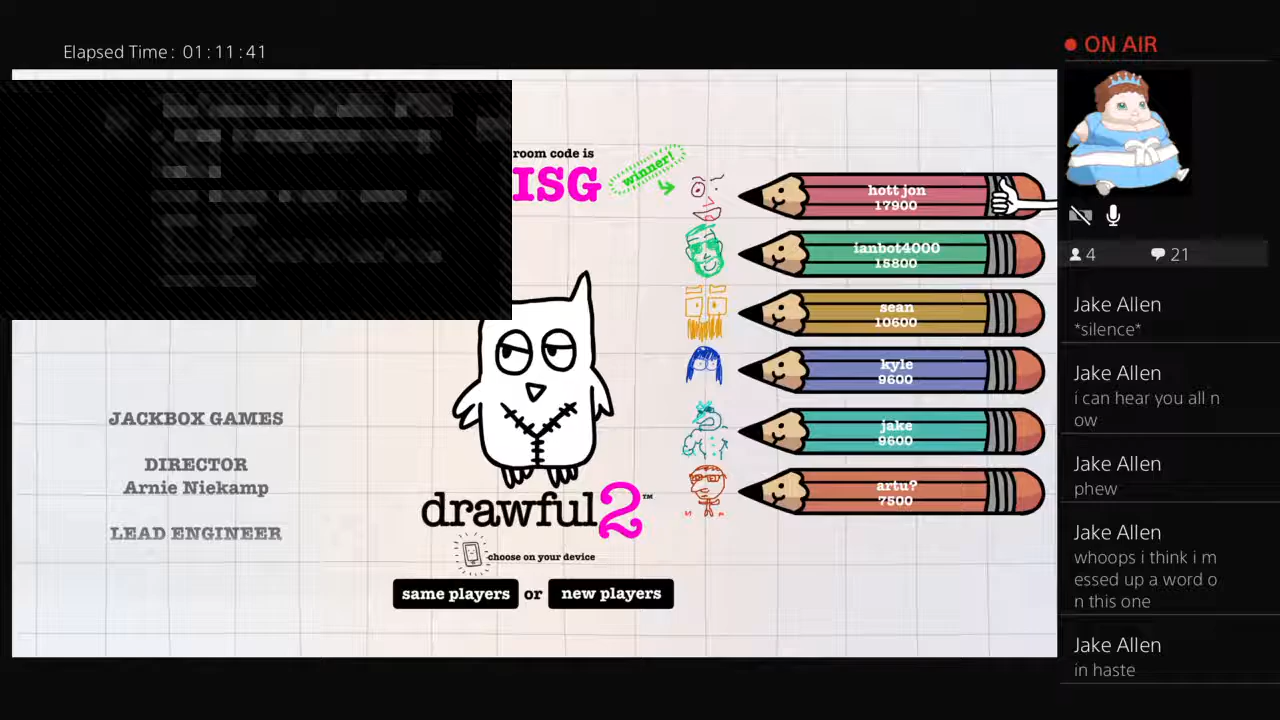 Elapsed Time: 01:11:41
ON AIR
room code is
ISG
winner!
hott jon
17900
ianbot4000
15800
sean
10600
kyle
9600
jake
9600
artu?
7500
JACKBOX GAMES
DIRECTOR
Arnie Niekamp
LEAD ENGINEER
drawful 2™
choose on your device
same players or new players
4
21
Jake Allen
*silence*
Jake Allen
i can hear you all n
ow
Jake Allen
phew
Jake Allen
whoops i think i m
essed up a word o
n this one
Jake Allen
in haste